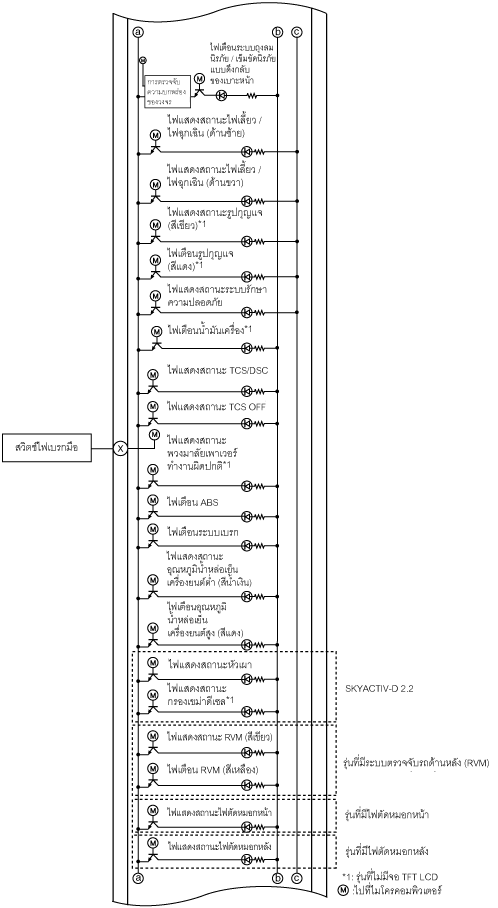 a b c
ไฟเตือนระบบถุงลม
นิรภัย / เข็มขัดนิรภัย
แบบดึงกลับ
ของเบาะหน้า
M
M
การตรวจจับ
ความบกพร่อง
ของวงจร
ไฟแสดงสถานะไฟเลี้ยว /
ไฟฉุกเฉิน (ด้านซ้าย)
M
ไฟแสดงสถานะไฟเลี้ยว /
ไฟฉุกเฉิน (ด้านขวา)
M
ไฟแสดงสถานะรูปกุญแจ
(สีเขียว)*1
M
ไฟเตือนรูปกุญแจ
(สีแดง)*1
M
ไฟแสดงสถานะระบบรักษา
ความปลอดภัย
M
ไฟเตือนน้ำมันเครื่อง*1
M
ไฟแสดงสถานะ TCS/DSC
M
ไฟแสดงสถานะ TCS OFF
M
สวิตช์ไฟเบรกมือ
X
M
ไฟแสดงสถานะ
พวงมาลัยเพาเวอร์
ทำงานผิดปกติ*1
M
ไฟเตือน ABS
M
ไฟเตือนระบบเบรก
M
ไฟแสดงสถานะ
อุณหภูมิน้ำหล่อเย็น
เครื่องยนต์ต่ำ (สีน้ำเงิน)
M
ไฟเตือนอุณหภูมิ
น้ำหล่อเย็น
เครื่องยนต์สูง (สีแดง)
M
ไฟแสดงสถานะหัวเผา
M
SKYACTIV-D 2.2
ไฟแสดงสถานะ
กรองเขม่าดีเซล*1
M
ไฟแสดงสถานะ RVM (สีเขียว)
M
รุ่นที่มีระบบตรวจจับรถด้านหลัง (RVM)
ไฟเตือน RVM (สีเหลือง)
M
ไฟแสดงสถานะไฟตัดหมอกหน้า
M
รุ่นที่มีไฟตัดหมอกหน้า
ไฟแสดงสถานะไฟตัดหมอกหลัง
M
รุ่นที่มีไฟตัดหมอกหลัง
a b c
*1: รุ่นที่ไม่มีจอ TFT LCD
M :ไปที่ไมโครคอมพิวเตอร์